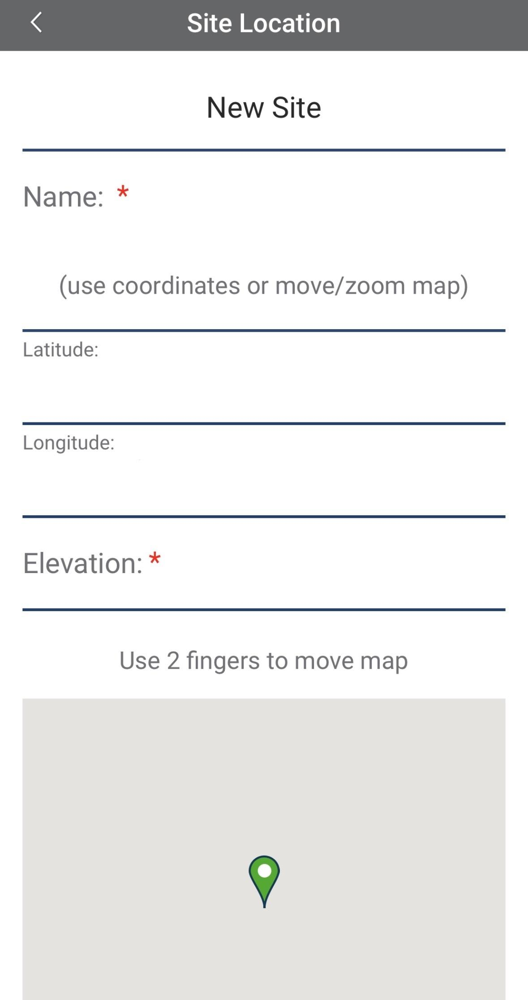 Site Location
New Site
Name: *
(use coordinates or move/zoom map)
Latitude:
Longitude:
Elevation: *
Use 2 fingers to move map